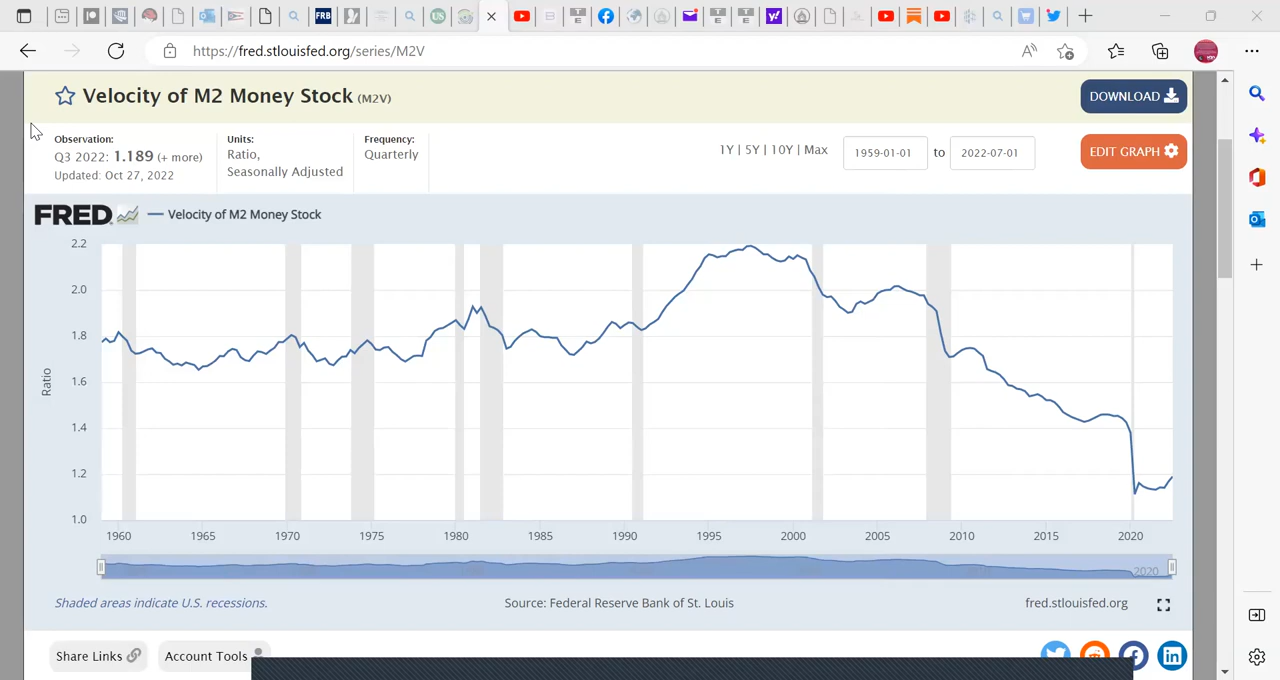 FRB
US
T E
T E
T E
https://fred.stlouisfed.org/series/M2V
Velocity of M2 Money Stock (M2V)
DOWNLOAD
Observation:
Q3 2022: 1.189 (+ more)
Updated: Oct 27, 2022
Units:
Ratio,
Seasonally Adjusted
Frequency:
Quarterly
1Y | 5Y | 10Y | Max
1959-01-01 to 2022-07-01
EDIT GRAPH
FRED
Velocity of M2 Money Stock
2.2
2.0
1.8
1.6
1.4
1.2
1.0
Ratio
1960 1965 1970 1975 1980 1985 1990 1995 2000 2005 2010 2015 2020
2020
Shaded areas indicate U.S. recessions.
Source: Federal Reserve Bank of St. Louis
fred.stlouisfed.org
Share Links
Account Tools